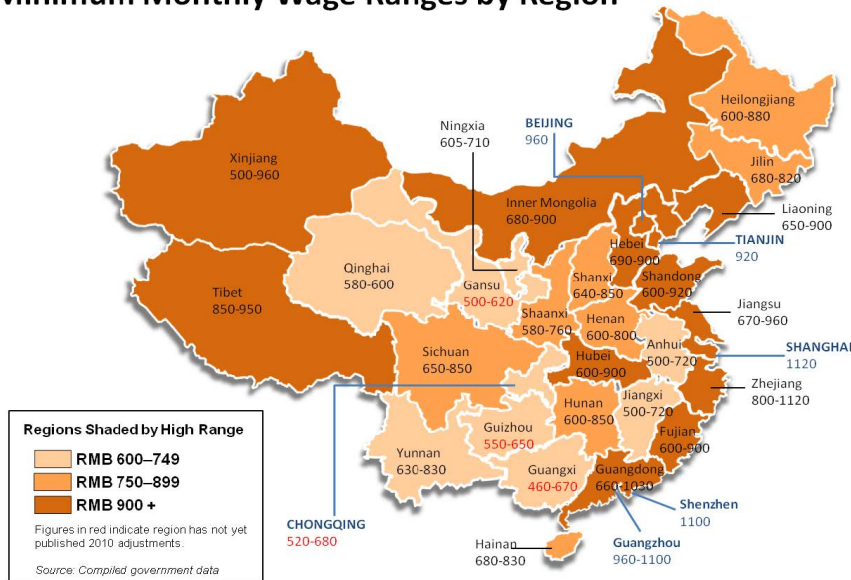 Minimum Monthly Wage Ranges by Region
Heilongjiang
600-880
Ningxia
605-710
BEIJING
960
Xinjiang
500-960
Jilin
680-820
Inner Mongolia
680-900
Liaoning
650-900
Hebei
690-900
TIANJIN
920
Qinghai
580-600
Gansu
500-620
Shanxi
640-850
Shandong
600-920
Tibet
850-950
Shaanxi
580-760
Henan
600-800
Jiangsu
670-960
Anhui
500-720
SHANGHAI
1120
Sichuan
650-850
Hubei
600-900
Zhejiang
800-1120
Hunan
600-850
Jiangxi
500-720
Guizhou
550-650
Fujian
600-900
Yunnan
630-830
Guangxi
460-670
Guangdong
660-1030
Shenzhen
1100
CHONGQING
520-680
Guangzhou
960-1100
Hainan
680-830
Regions Shaded by High Range
RMB 600–749
RMB 750–899
RMB 900 +
Figures in red indicate region has not yet
published 2010 adjustments.
Source: Compiled government data